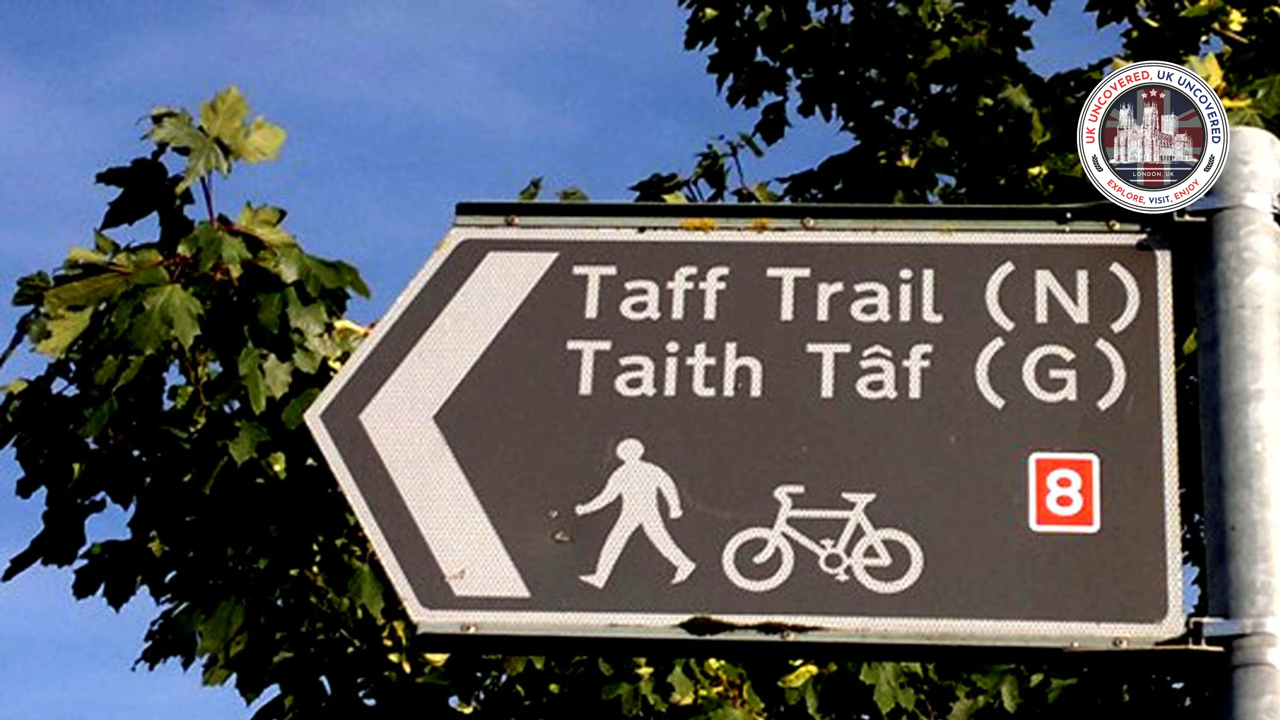 Taff Trail (N)
Taith Tâf (G)
8
UK UNCOVERED, UK UNCOVERED
LONDON, UK
EXPLORE, VISIT, ENJOY